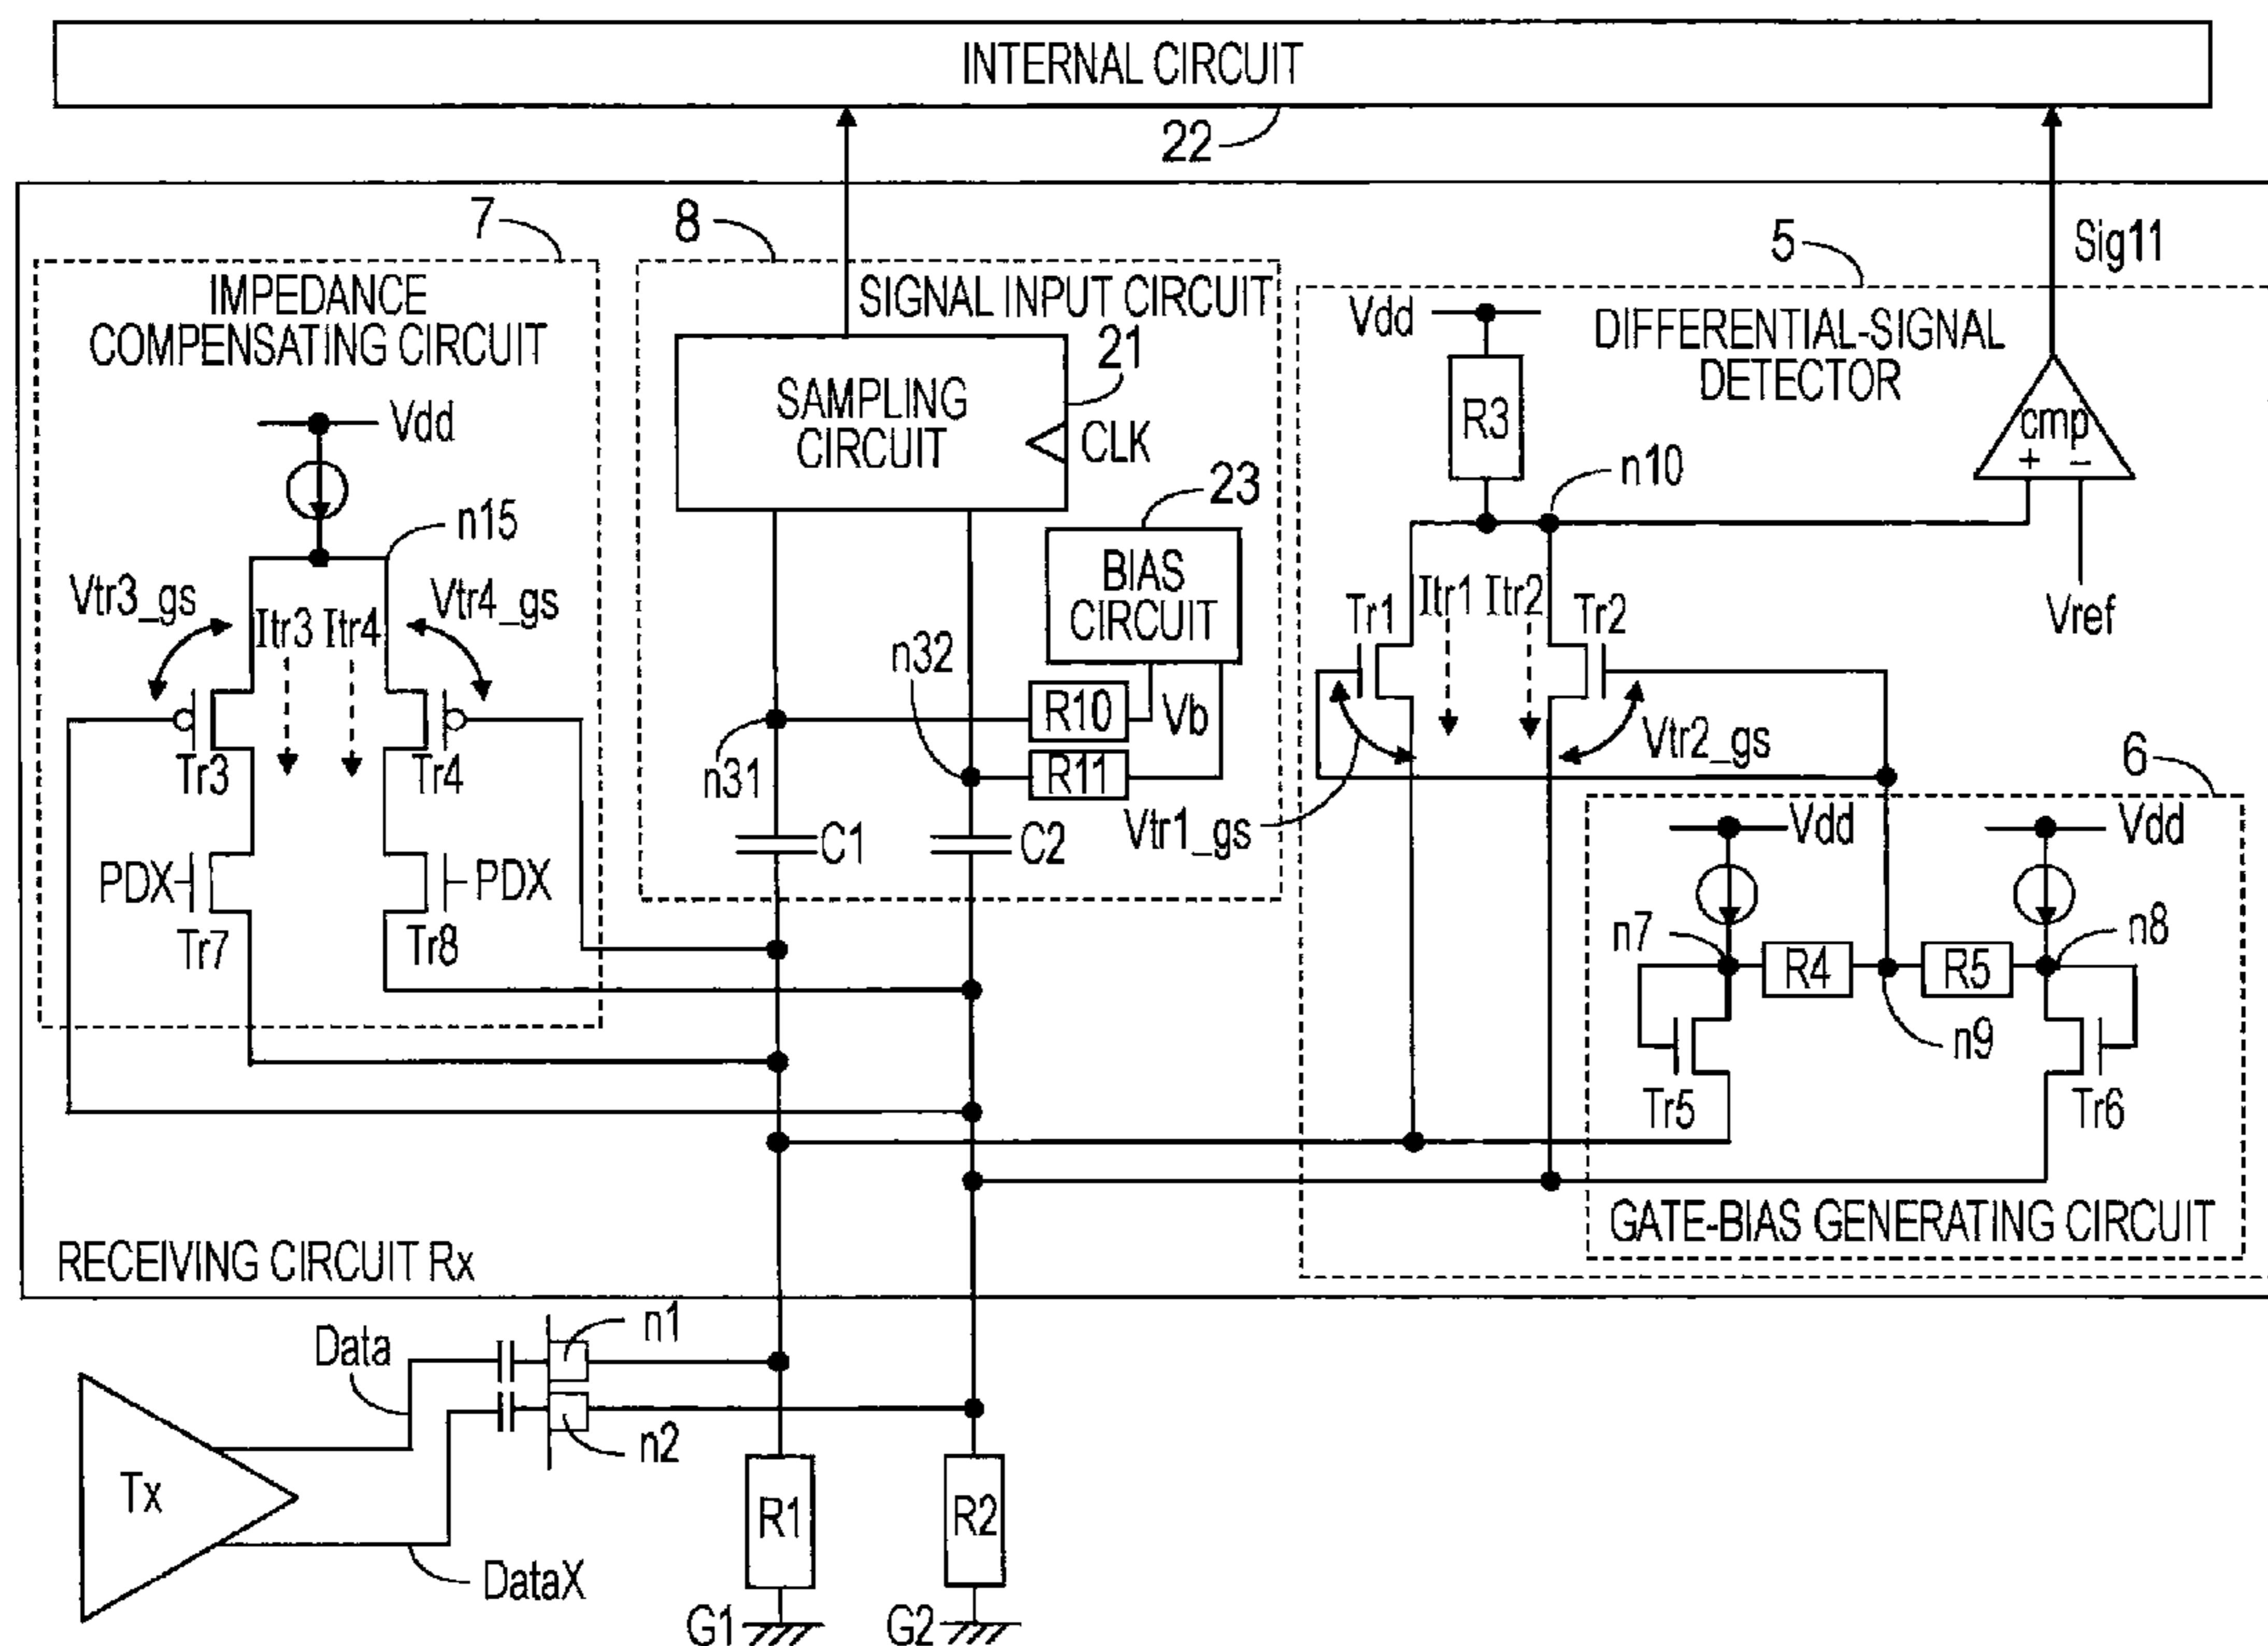 INTERNAL CIRCUIT
22
7
8
5
Sig11
IMPEDANCE
COMPENSATING CIRCUIT
SIGNAL INPUT CIRCUIT
Vdd
DIFFERENTIAL-SIGNAL
DETECTOR
21
SAMPLING
CIRCUIT
CLK
Vdd
R3
cmp
+ -
n10
23
n15
BIAS
CIRCUIT
Vtr3_gs
Itr3
Itr4
Vtr4_gs
Tr1
Itr1
Itr2
Tr2
Vref
n32
R10
Vb
R11
n31
Tr3
Tr4
Vtr2_gs
6
Vtr1_gs
C1
C2
Vdd
Vdd
PDX
PDX
Tr7
Tr8
n7
n8
R4
R5
n9
Tr5
Tr6
GATE-BIAS GENERATING CIRCUIT
RECEIVING CIRCUIT Rx
Data
n1
n2
Tx
DataX
R1
R2
G1
G2